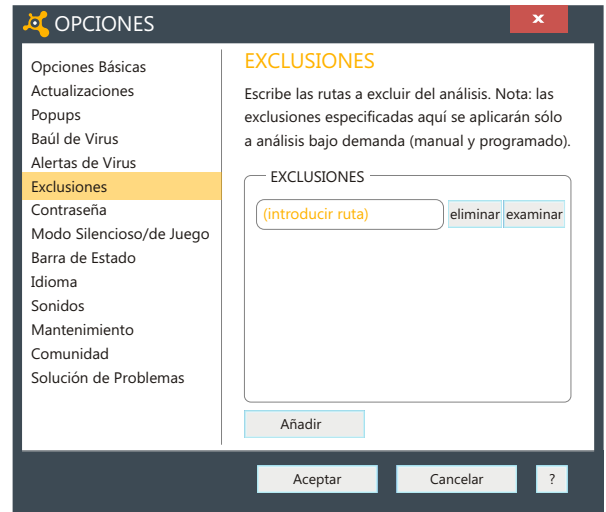 OPCIONES
x
Opciones Básicas
Actualizaciones
Popups
Baúl de Virus
Alertas de Virus
Exclusiones
Contraseña
Modo Silencioso/de Juego
Barra de Estado
Idioma
Sonidos
Mantenimiento
Comunidad
Solución de Problemas
EXCLUSIONES
Escribe las rutas a excluir del análisis. Nota: las
exclusiones especificadas aquí se aplicarán sólo
a análisis bajo demanda (manual y programado).
EXCLUSIONES
(introducir ruta)
eliminar
examinar
Añadir
Aceptar
Cancelar
?